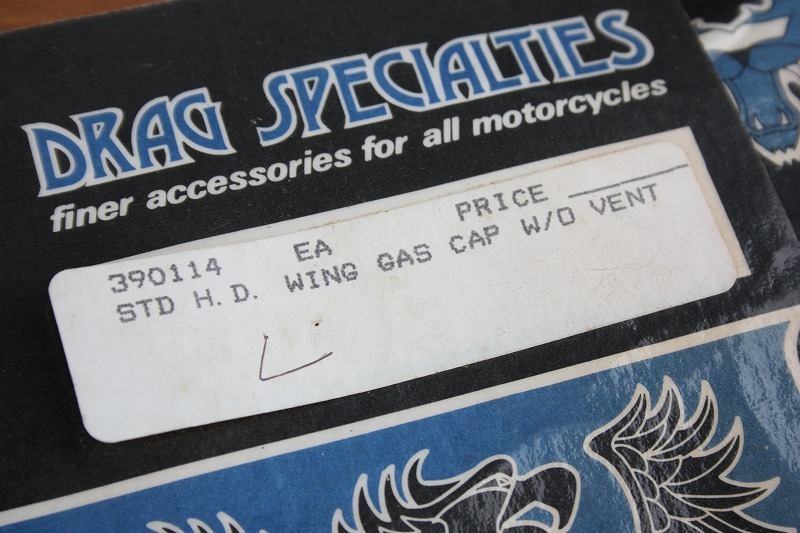 DRAG SPECIALTIES
finer accessories for all motorcycles
390114 EA PRICE
STD H.D. WING GAS CAP W/O VENT